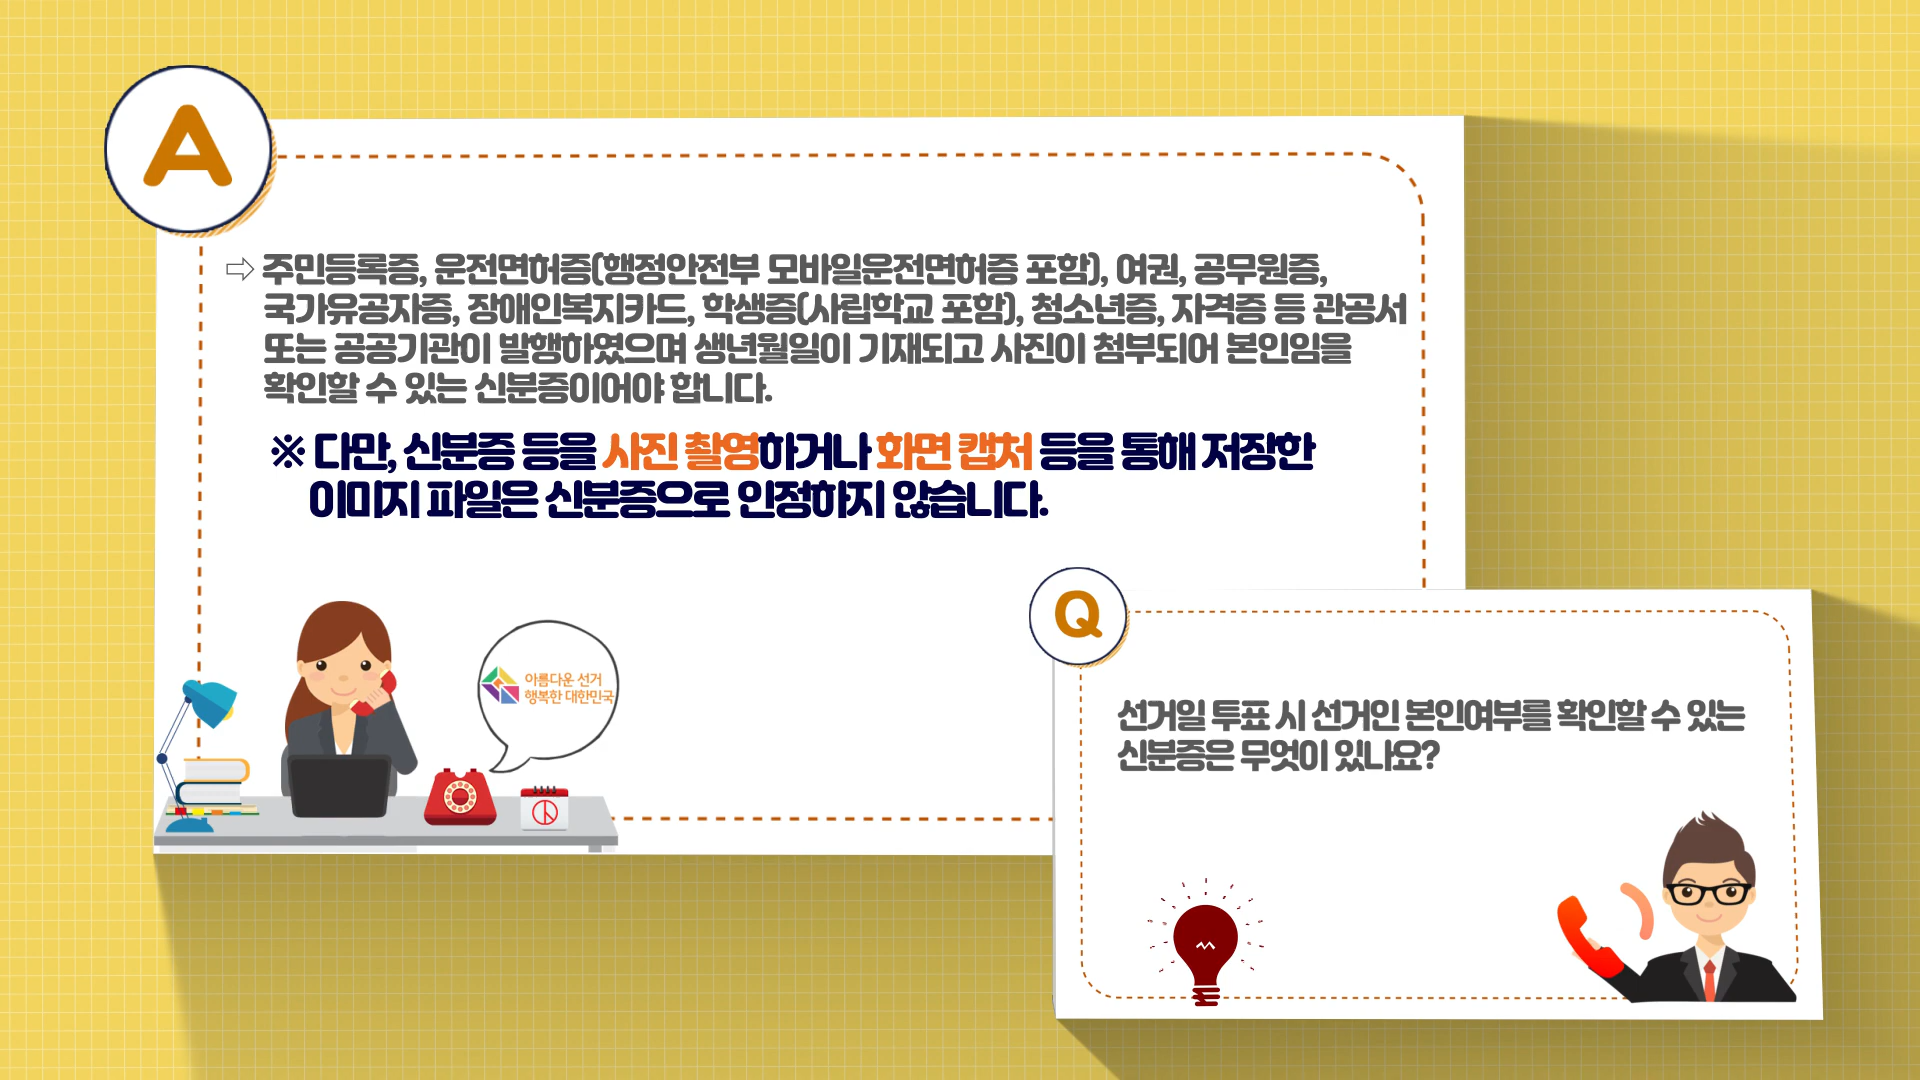 A
⇨ 주민등록증, 운전면허증(행정안전부 모바일운전면허증 포함), 여권, 공무원증,
국가유공자증, 장애인복지카드, 학생증(사립학교 포함), 청소년증, 자격증 등 관공서
또는 공공기관이 발행하였으며 생년월일이 기재되고 사진이 첨부되어 본인임을
확인할 수 있는 신분증이어야 합니다.
※ 다만, 신분증 등을 사진 촬영하거나 화면 캡처 등을 통해 저장한
이미지 파일은 신분증으로 인정하지 않습니다.
아름다운 선거
행복한 대한민국
Q
선거일 투표 시 선거인 본인여부를 확인할 수 있는
신분증은 무엇이 있나요?